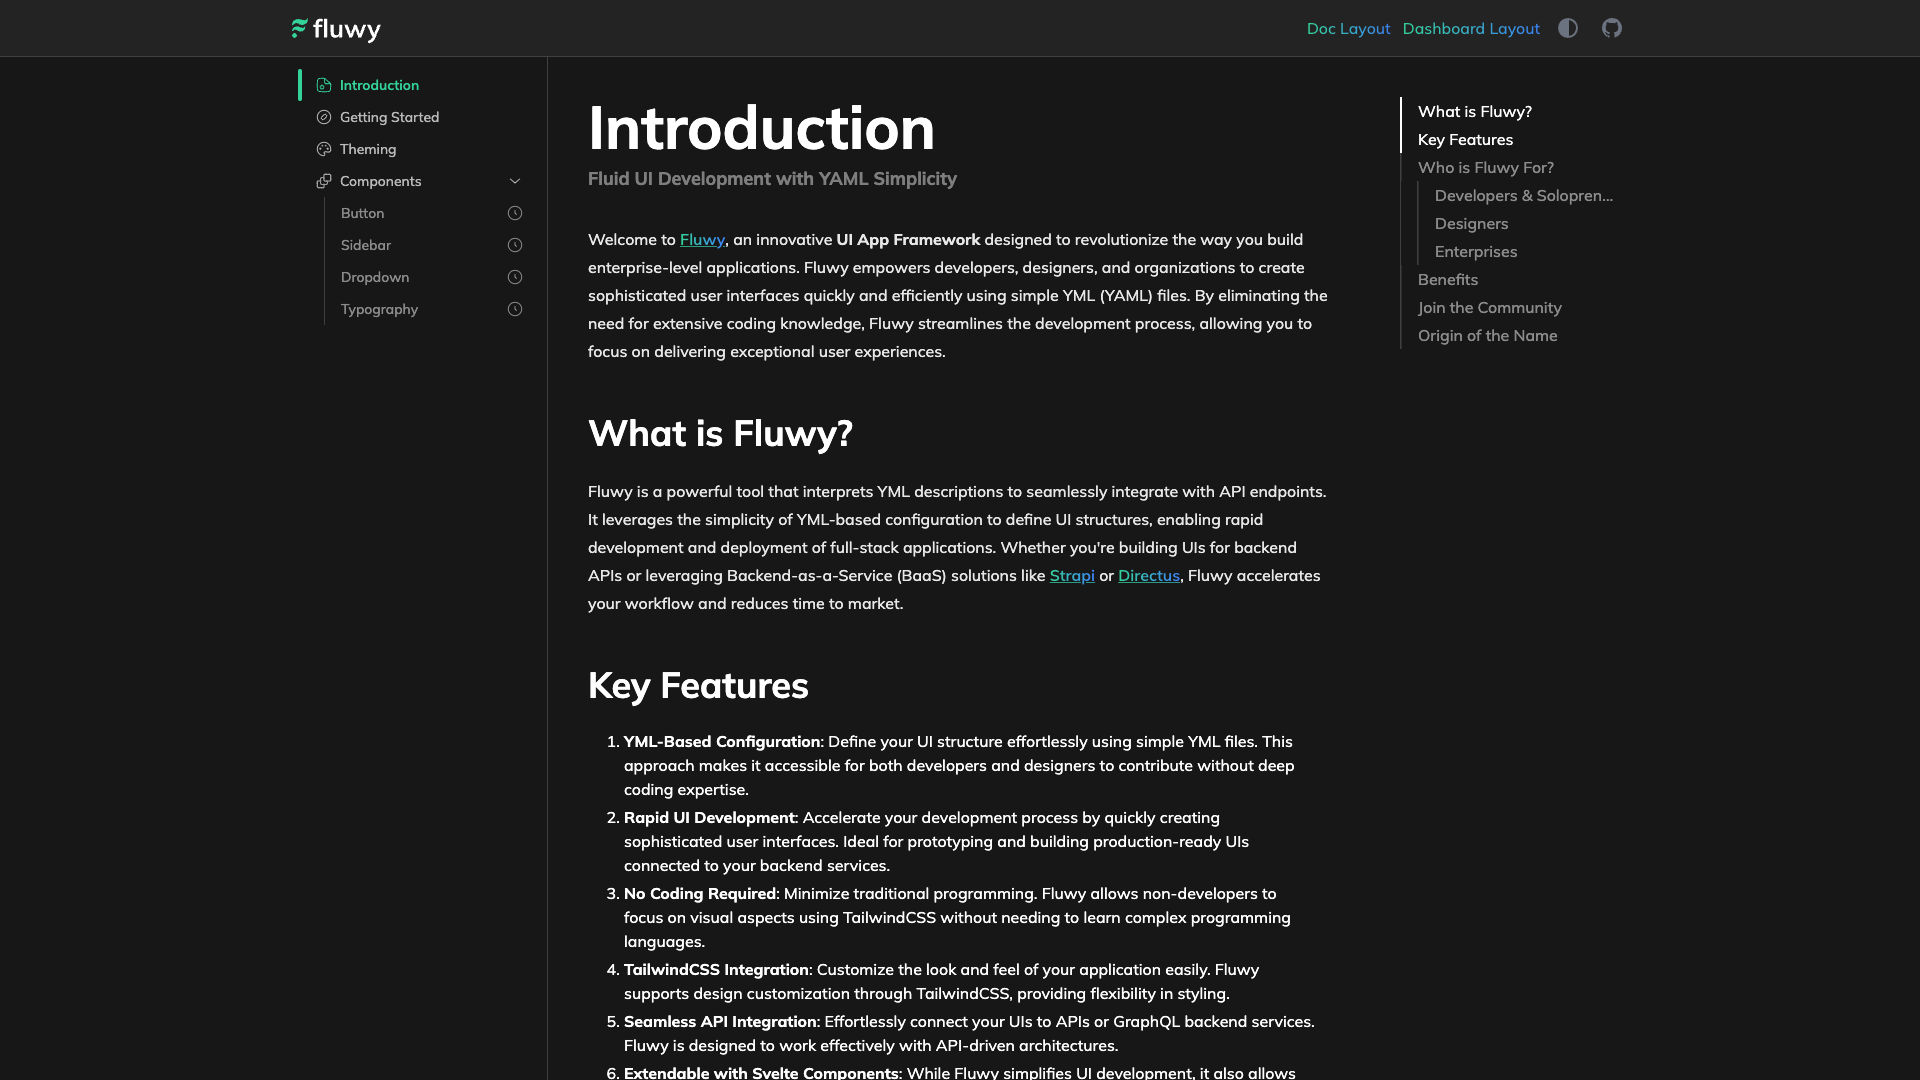 fluwy
Doc Layout
Dashboard Layout
Introduction
Getting Started
Theming
Components
Button
Sidebar
Dropdown
Typography
Introduction
Fluid UI Development with YAML Simplicity
Welcome to Fluwy, an innovative UI App Framework designed to revolutionize the way you build
enterprise-level applications. Fluwy empowers developers, designers, and organizations to create
sophisticated user interfaces quickly and efficiently using simple YML (YAML) files. By eliminating the
need for extensive coding knowledge, Fluwy streamlines the development process, allowing you to
focus on delivering exceptional user experiences.
What is Fluwy?
Fluwy is a powerful tool that interprets YML descriptions to seamlessly integrate with API endpoints.
It leverages the simplicity of YML-based configuration to define UI structures, enabling rapid
development and deployment of full-stack applications. Whether you're building UIs for backend
APIs or leveraging Backend-as-a-Service (BaaS) solutions like Strapi or Directus, Fluwy accelerates
your workflow and reduces time to market.
Key Features
1. YML-Based Configuration: Define your UI structure effortlessly using simple YML files. This
approach makes it accessible for both developers and designers to contribute without deep
coding expertise.
2. Rapid UI Development: Accelerate your development process by quickly creating
sophisticated user interfaces. Ideal for prototyping and building production-ready UIs
connected to your backend services.
3. No Coding Required: Minimize traditional programming. Fluwy allows non-developers to
focus on visual aspects using TailwindCSS without needing to learn complex programming
languages.
4. TailwindCSS Integration: Customize the look and feel of your application easily. Fluwy
supports design customization through TailwindCSS, providing flexibility in styling.
5. Seamless API Integration: Effortlessly connect your UIs to APIs or GraphQL backend services.
Fluwy is designed to work effectively with API-driven architectures.
6. Extendable with Svelte Components: While Fluwy simplifies UI development, it also allows
What is Fluwy?
Key Features
Who is Fluwy For?
Developers & Solopren...
Designers
Enterprises
Benefits
Join the Community
Origin of the Name